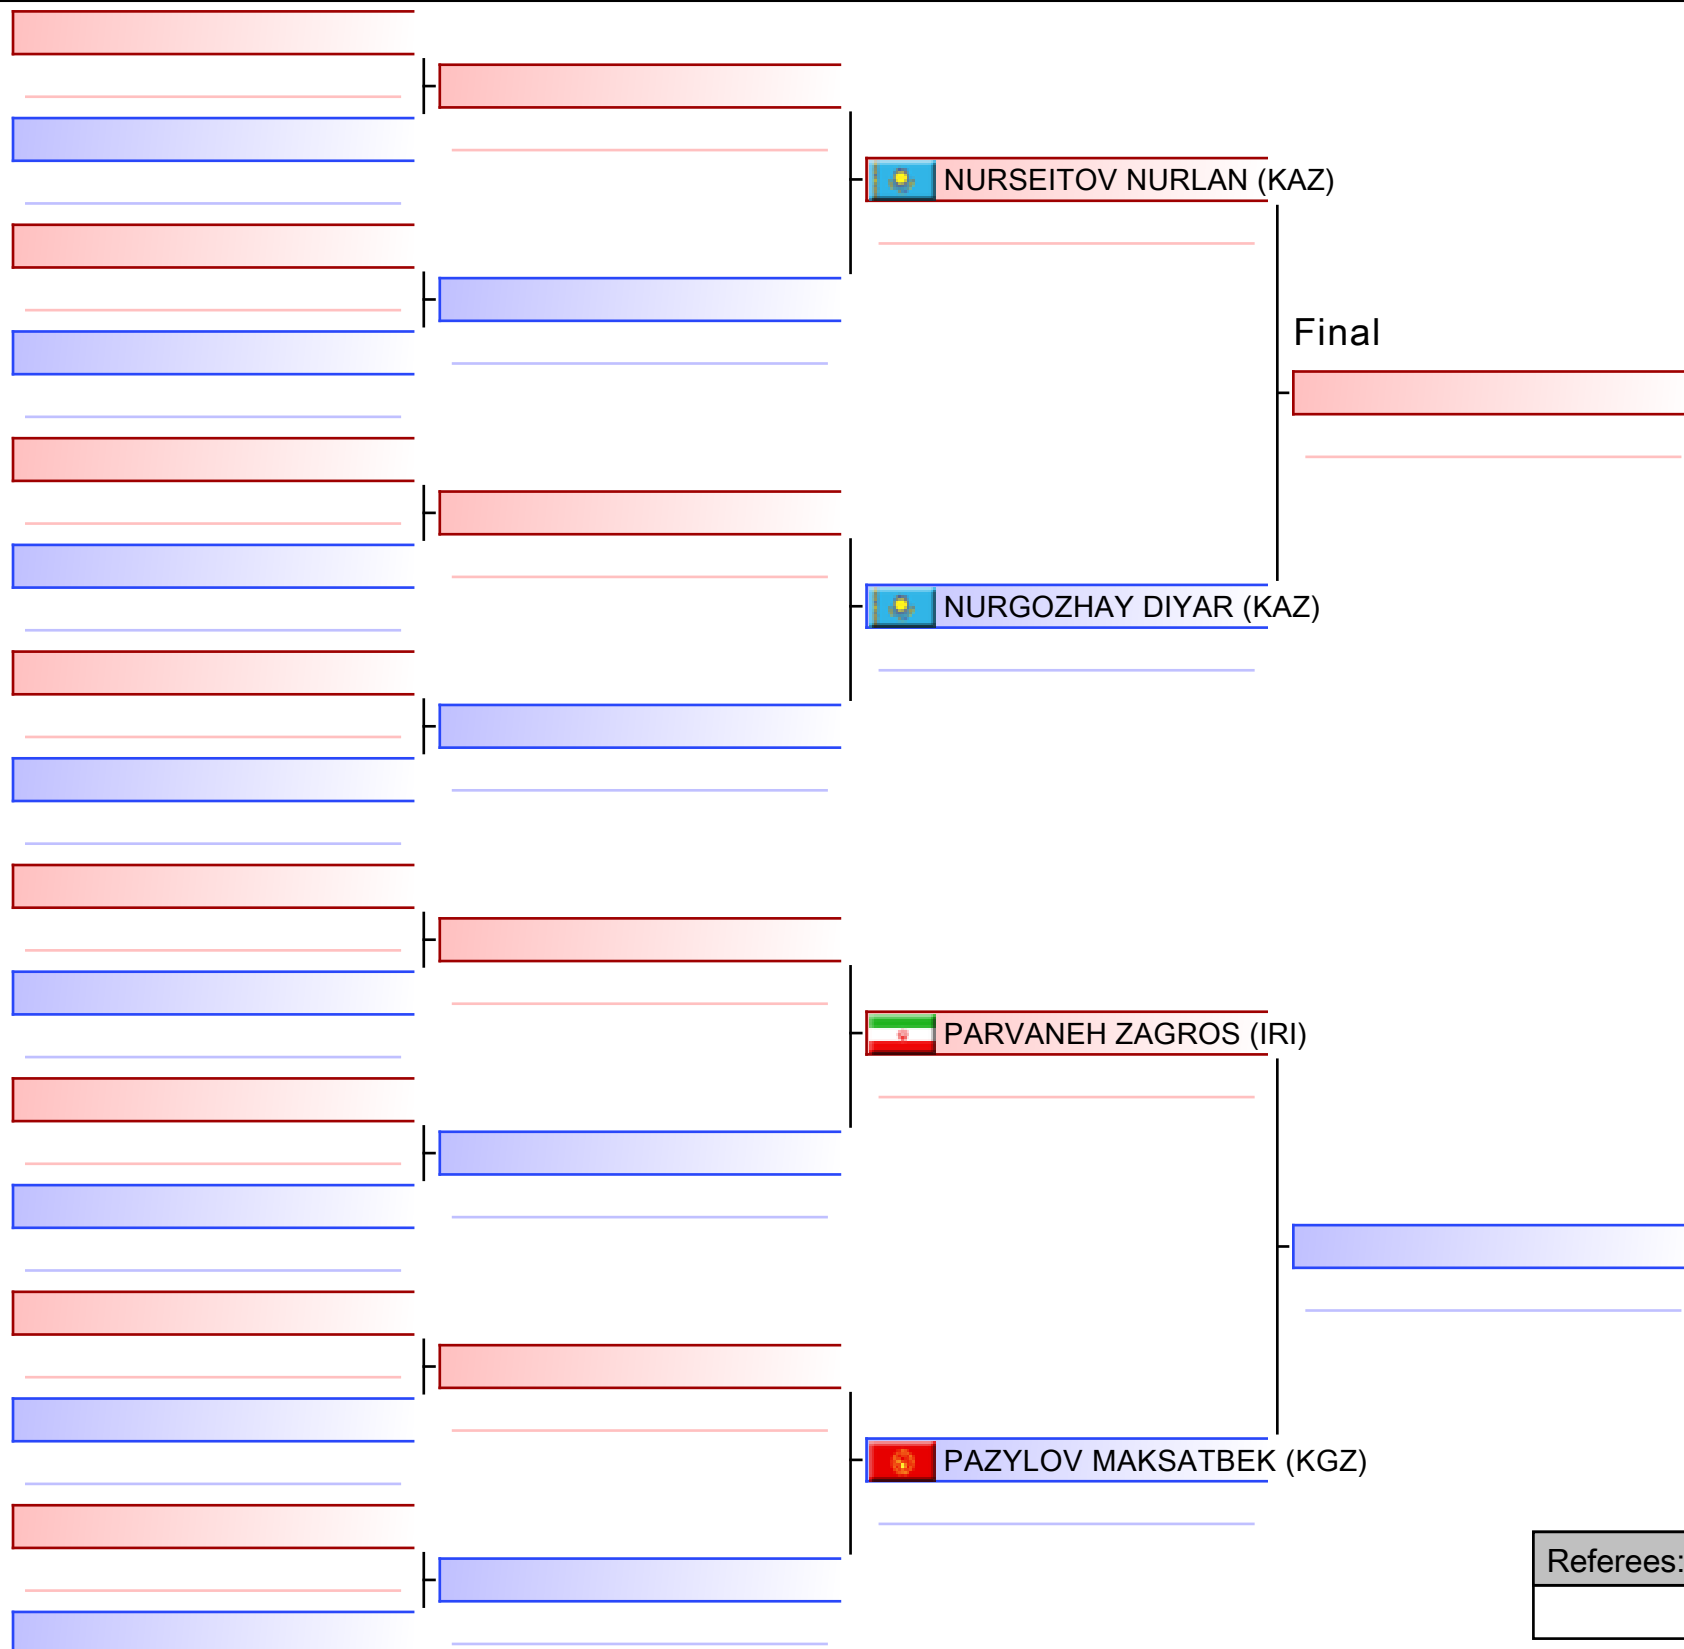 NURSEITOV NURLAN (KAZ)
Final
NURGOZHAY DIYAR (KAZ)
PARVANEH ZAGROS (IRI)
PAZYLOV MAKSATBEK (KGZ)
Referees: